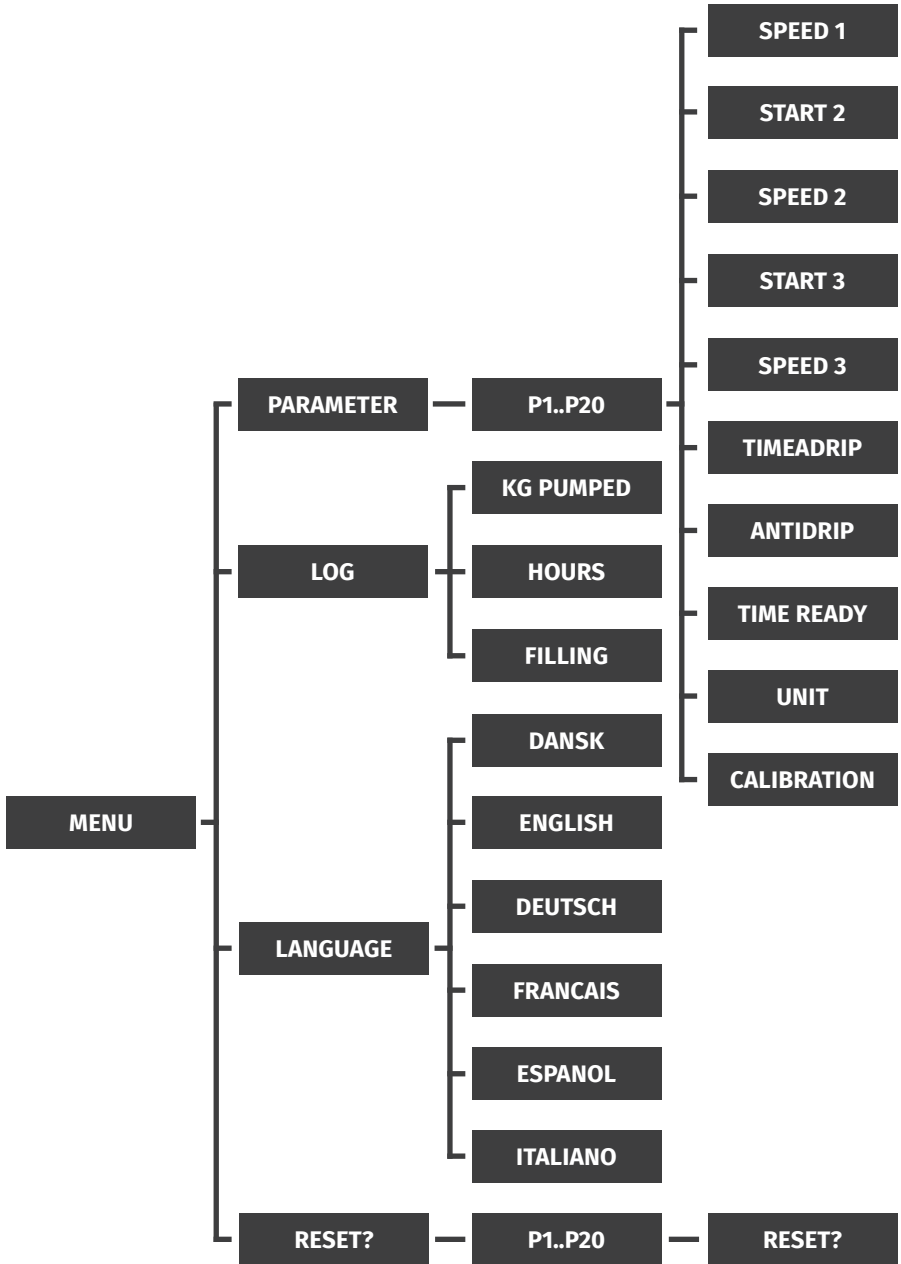 SPEED 1
START 2
SPEED 2
START 3
SPEED 3
PARAMETER
P1..P20
TIMEADRIP
KG PUMPED
ANTIDRIP
LOG
HOURS
TIME READY
FILLING
UNIT
DANSK
CALIBRATION
MENU
ENGLISH
DEUTSCH
LANGUAGE
FRANCAIS
ESPANOL
ITALIANO
RESET?
P1..P20
RESET?